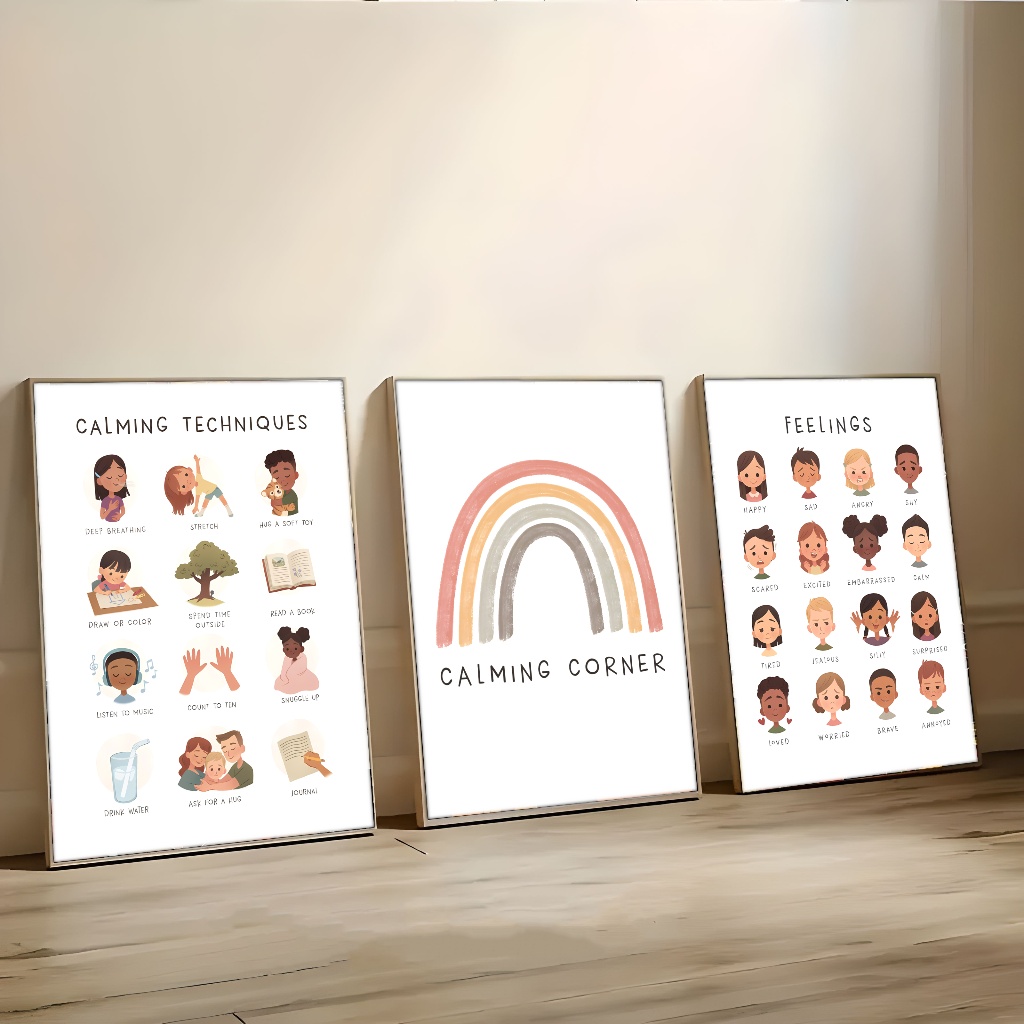 CALMING TECHNIQUES
DEEP BREATHING
STRETCH
HUG A SOFT TOY
DRAW OR COLOR
SPEND TIME
OUTSIDE
READ A BOOK
LISTEN TO MUSIC
COUNT TO TEN
SNUGGLE UP
DRINK WATER
ASK FOR A HUG
JOURNAL
CALMING CORNER
FEELINGS
HAPPY
SAD
ANGRY
SHY
SCARED
EXCITED
EMBARRASSED
CALM
TIRED
JEALOUS
SILLY
SURPRISED
LOVED
WORRIED
BRAVE
ANNOYED